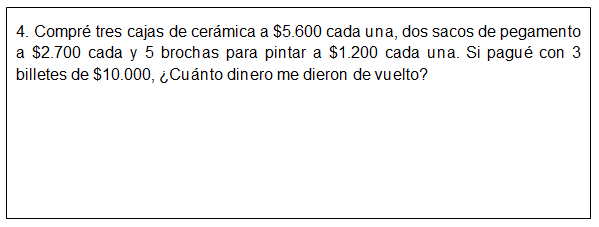 4. Compré tres cajas de cerámica a $5.600 cada una, dos sacos de pegamento
a $2.700 cada y 5 brochas para pintar a $1.200 cada una. Si pagué con 3
billetes de $10.000, ¿Cuánto dinero me dieron de vuelto?